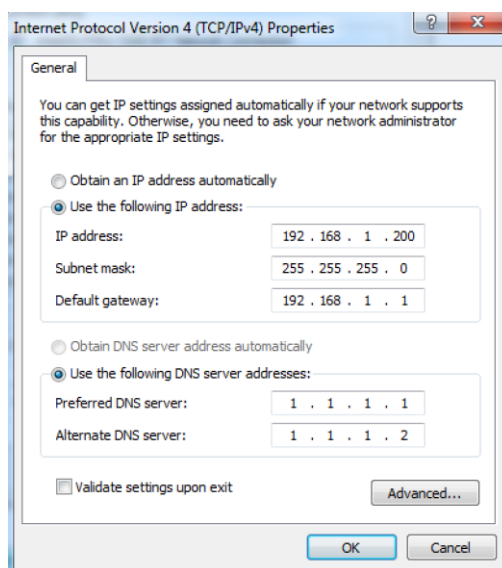 Internet Protocol Version 4 (TCP/IPv4) Properties
?
X
General
You can get IP settings assigned automatically if your network supports
this capability. Otherwise, you need to ask your network administrator
for the appropriate IP settings.
Obtain an IP address automatically
Use the following IP address:
IP address: 192 . 168 . 1 . 200
Subnet mask: 255 . 255 . 255 . 0
Default gateway: 192 . 168 . 1 . 1
Obtain DNS server address automatically
Use the following DNS server addresses:
Preferred DNS server: 1 . 1 . 1 . 1
Alternate DNS server: 1 . 1 . 1 . 2
Validate settings upon exit
Advanced...
OK Cancel